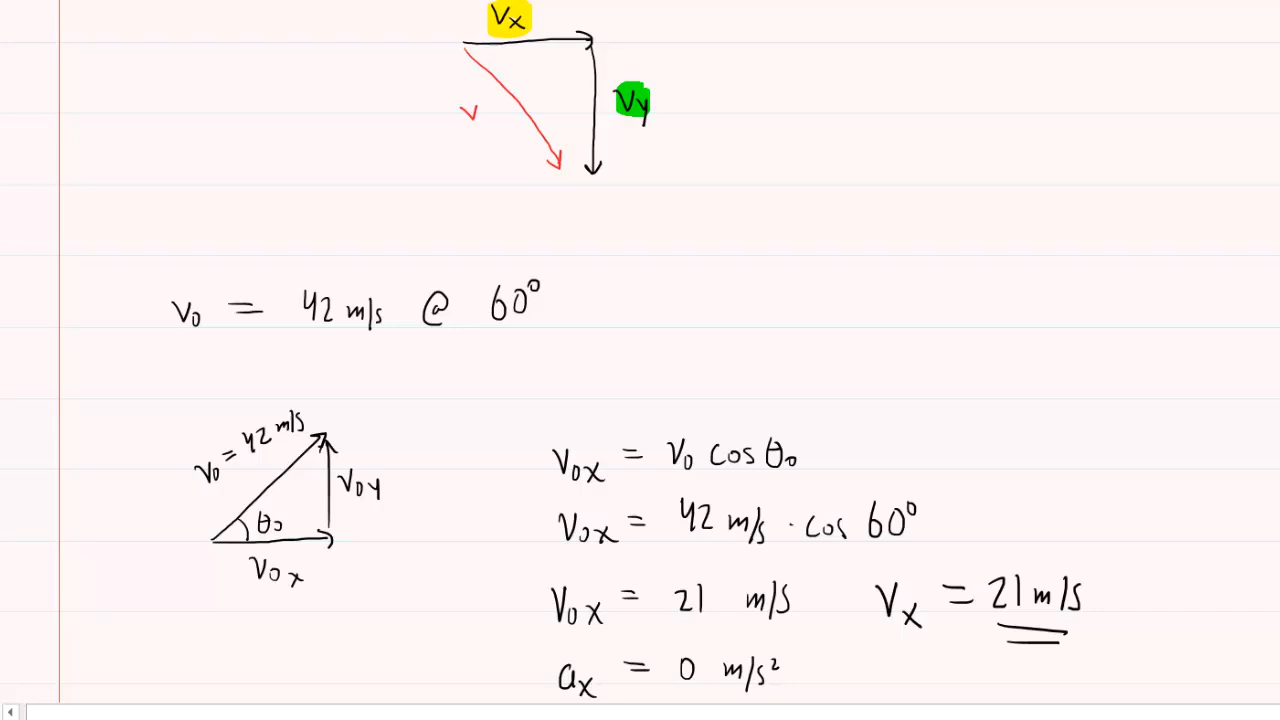 Vx
V
Vy
V₀ = 42 m/s @ 60°
V₀ = 42 m/s
V₀y
θ₀
V₀x
V₀x = V₀ cos θ₀
V₀x = 42 m/s · cos 60°
V₀x = 21 m/s Vx = 21 m/s
ax = 0 m/s²